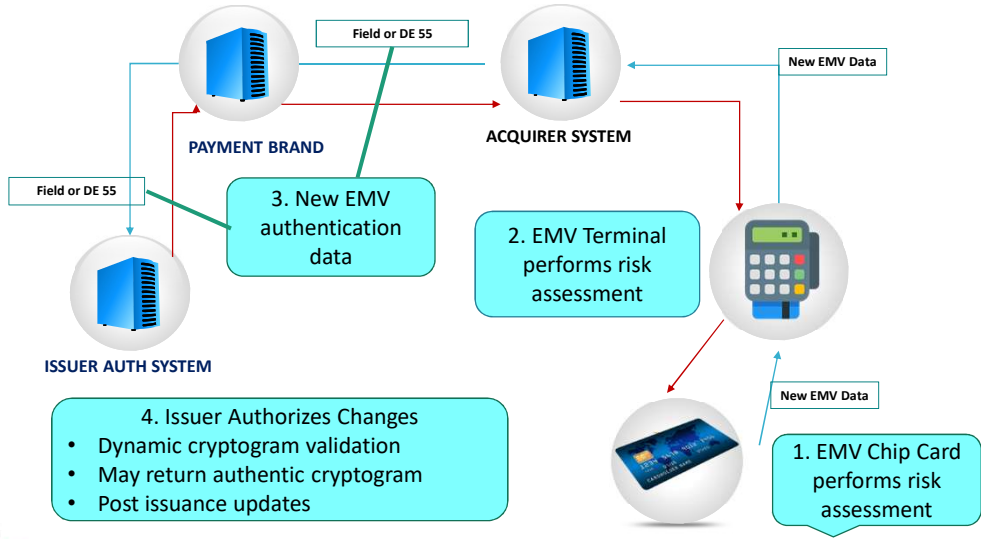 Field or DE 55
New EMV Data
PAYMENT BRAND
ACQUIRER SYSTEM
Field or DE 55
3. New EMV
authentication
data
2. EMV Terminal
performs risk
assessment
ISSUER AUTH SYSTEM
New EMV Data
4. Issuer Authorizes Changes
• Dynamic cryptogram validation
• May return authentic cryptogram
• Post issuance updates
CARDHOLDER NAME
1. EMV Chip Card
performs risk
assessment